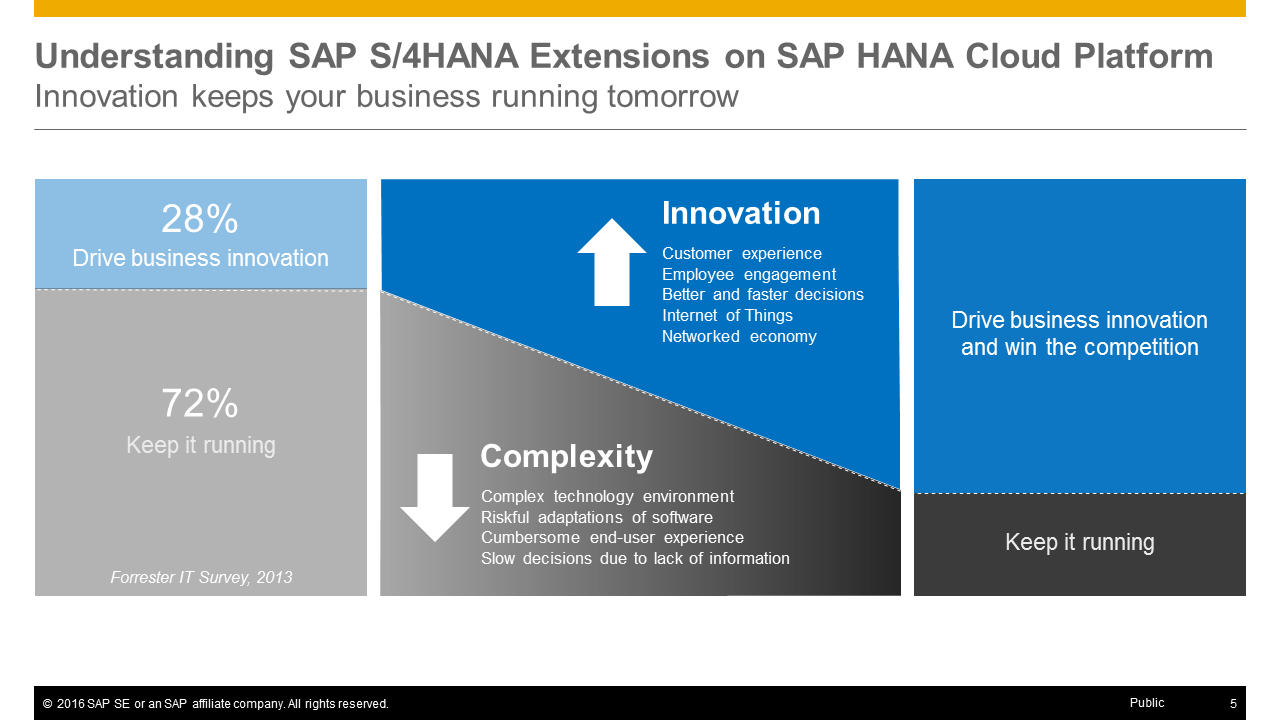 Understanding SAP S/4HANA Extensions on SAP HANA Cloud Platform
Innovation keeps your business running tomorrow
28%
Drive business innovation
72%
Keep it running
Forrester IT Survey, 2013
Innovation
Customer experience
Employee engagement
Better and faster decisions
Internet of Things
Networked economy
Complexity
Complex technology environment
Riskful adaptations of software
Cumbersome end-user experience
Slow decisions due to lack of information
Drive business innovation
and win the competition
Keep it running
© 2016 SAP SE or an SAP affiliate company. All rights reserved.
Public
5